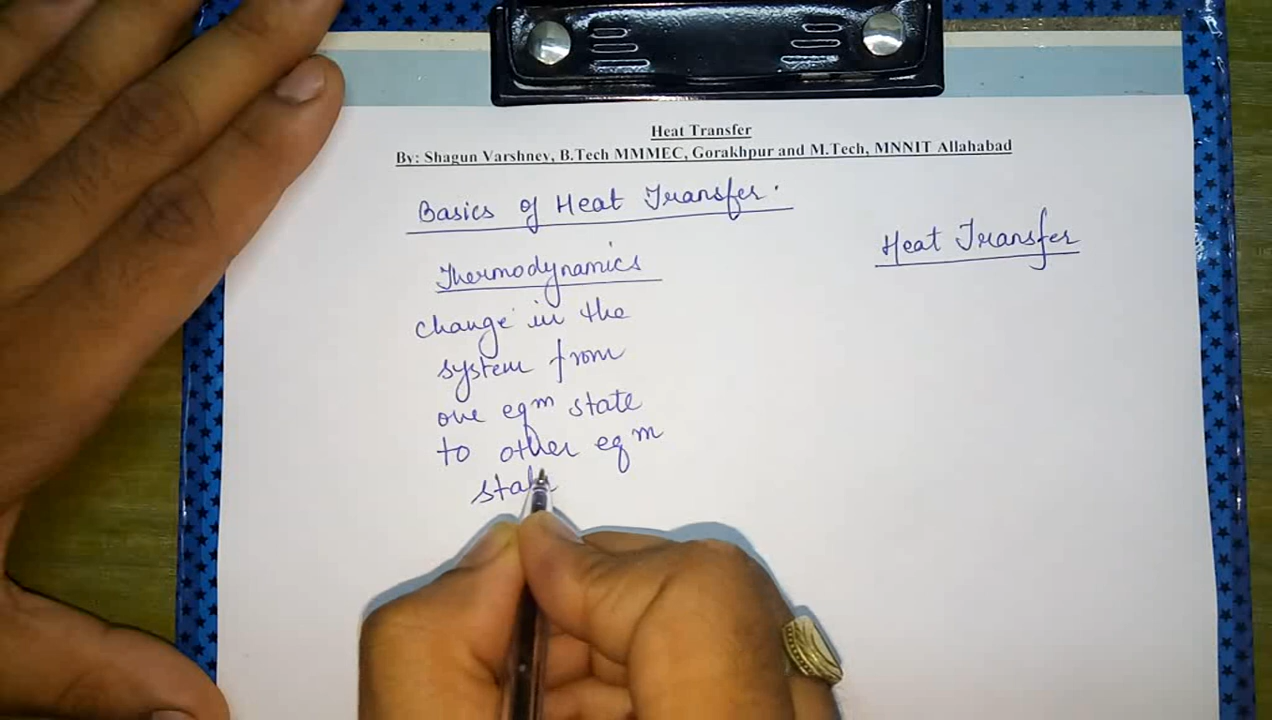 Heat Transfer
By: Shagun Varshney, B.Tech MMMEC, Gorakhpur and M.Tech, MNNIT Allahabad
Basics of Heat Transfer.
Thermodynamics
change in the
system from
one eqm state
to other eqm
Heat Transfer